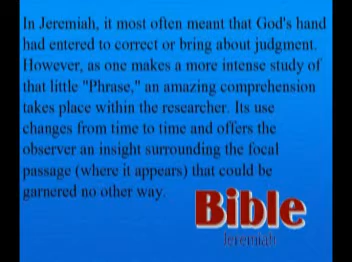 In Jeremiah, it most often meant that God's hand
had entered to correct or bring about judgment.
However, as one makes a more intense study of
that little "Phrase," an amazing comprehension
takes place within the researcher. Its use
changes from time to time and offers the
observer an insight surrounding the focal
passage (where it appears) that could be
garnered no other way.
Bible
Jeremiah